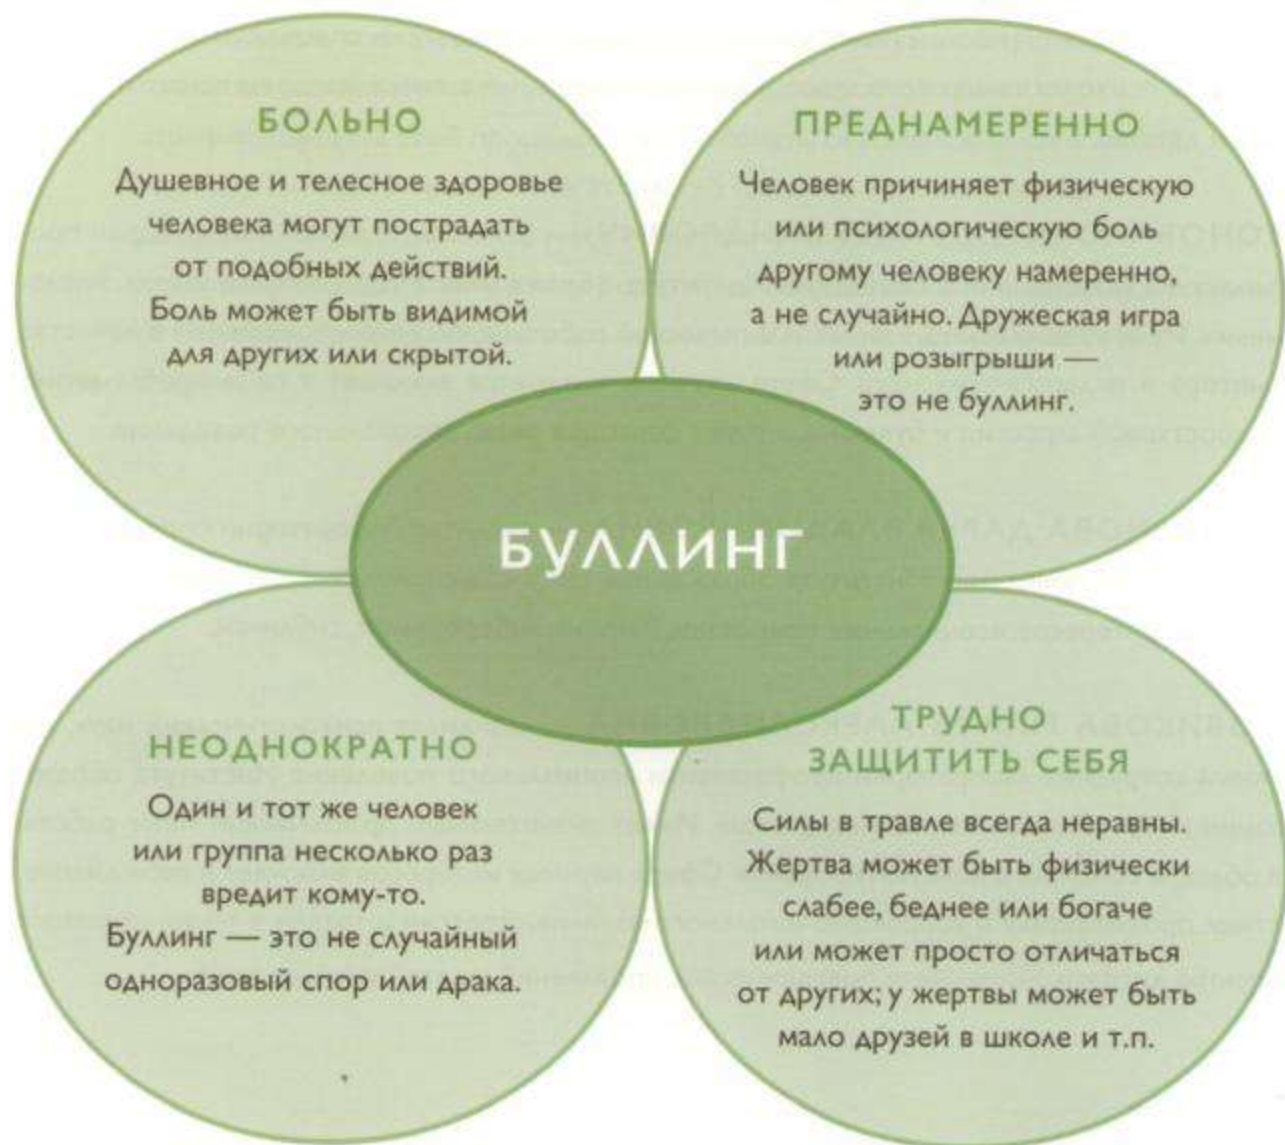 БОЛЬНО
Душевное и телесное здоровье
человека могут пострадать
от подобных действий.
Боль может быть видимой
для других или скрытой.
ПРЕДНАМЕРЕННО
Человек причиняет физическую
или психологическую боль
другому человеку намеренно,
а не случайно. Дружеская игра
или розыгрыши —
это не буллинг.
БУЛЛИНГ
НЕОДНОКРАТНО
Один и тот же человек
или группа несколько раз
вредит кому-то.
Буллинг — это не случайный
одноразовый спор или драка.
ТРУДНО
ЗАЩИТИТЬ СЕБЯ
Силы в травле всегда неравны.
Жертва может быть физически
слабее, беднее или богаче
или может просто отличаться
от других; у жертвы может быть
мало друзей в школе и т.п.